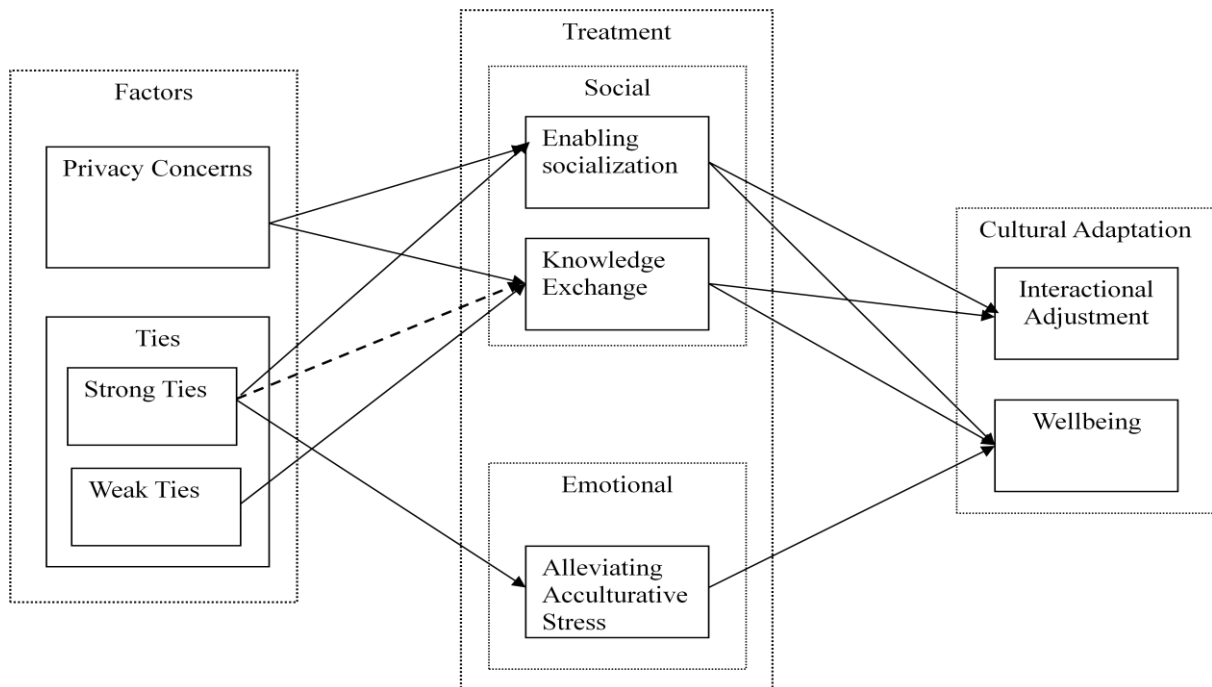 Factors
Privacy Concerns
Ties
Strong Ties
Weak Ties
Treatment
Social
Enabling
socialization
Knowledge
Exchange
Emotional
Alleviating
Acculturative
Stress
Cultural Adaptation
Interactional
Adjustment
Wellbeing